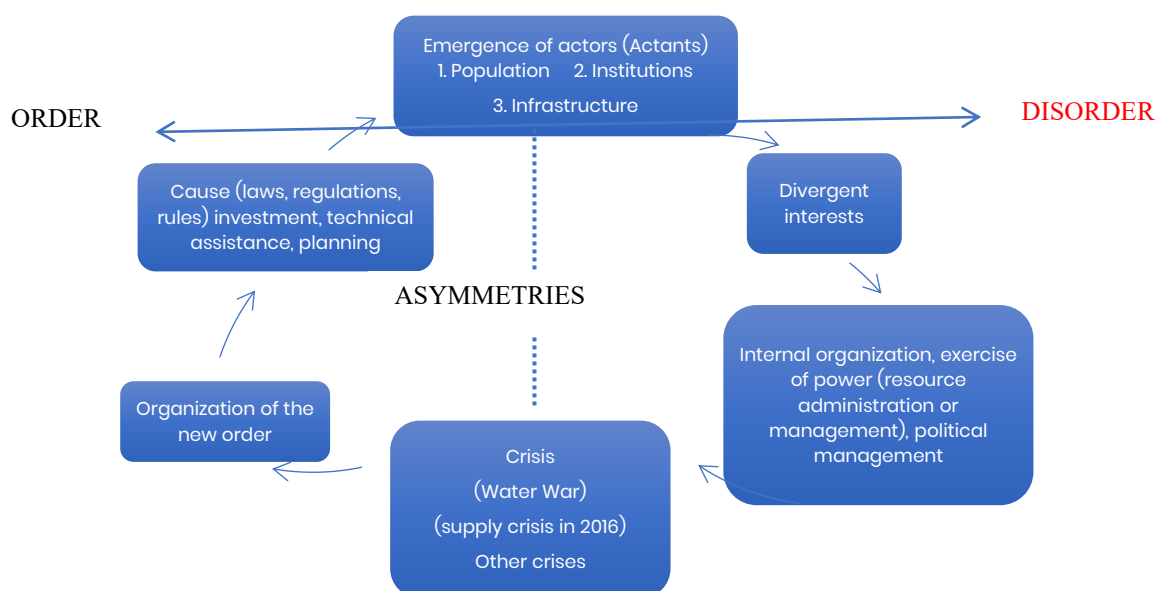 Emergence of actors (Actants)
1. Population 2. Institutions
3. Infrastructure
ORDER
DISORDER
Cause (laws, regulations,
rules) investment, technical
assistance, planning
Divergent
interests
ASYMMETRIES
Internal organization, exercise
of power (resource
administration or
management), political
management
Organization of the
new order
Crisis
(Water War)
(supply crisis in 2016)
Other crises